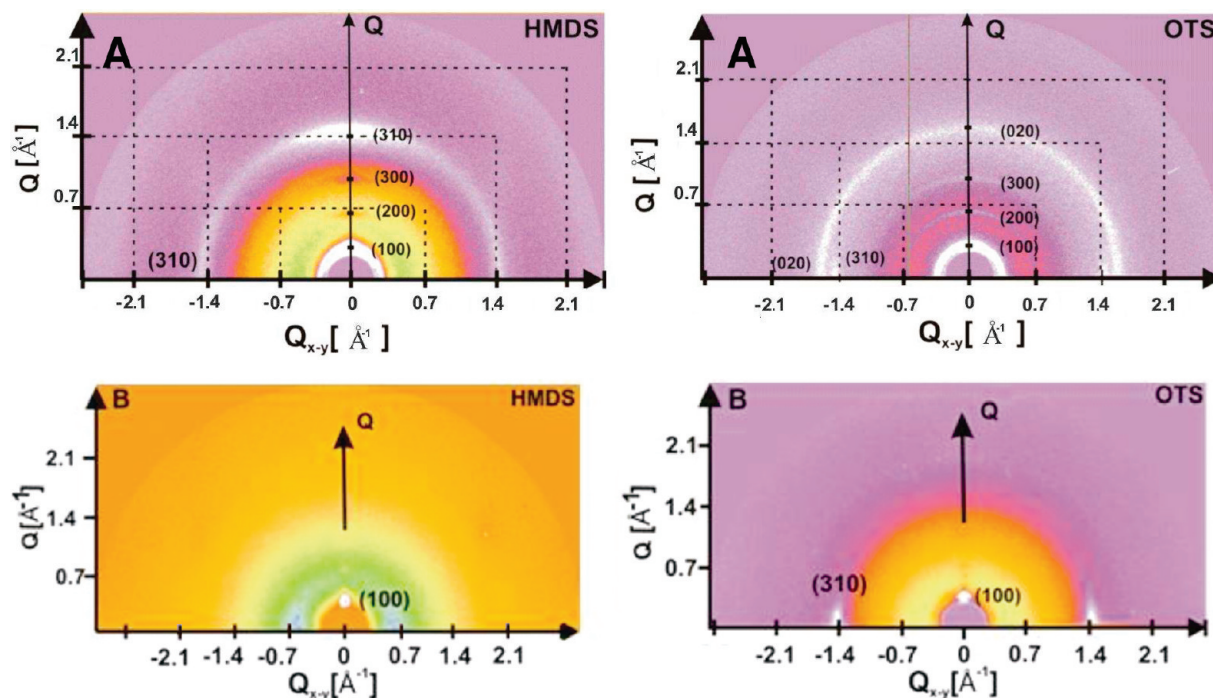 A
Q
HMDS
2.1
1.4
0.7
Q [Å⁻¹]
(310)
(300)
(200)
(100)
(310)
-2.1 -1.4 -0.7 0 0.7 1.4 2.1
Qx-y[ Å⁻¹ ]
A
Q
OTS
2.1
1.4
0.7
Q [Å⁻¹]
(020)
(300)
(200)
(100)
(020)
(310)
-2.1 -1.4 -0.7 0 0.7 1.4 2.1
Qx-y[ Å⁻¹ ]
B
HMDS
Q
2.1
1.4
0.7
Q[Å⁻¹]
(100)
-2.1 -1.4 -0.7 0 0.7 1.4 2.1
Qx-y[Å⁻¹]
B
OTS
Q
2.1
1.4
0.7
Q [Å⁻¹]
(310)
(100)
-2.1 -1.4 -0.7 0 0.7 1.4 2.1
Qx-y[Å⁻¹]